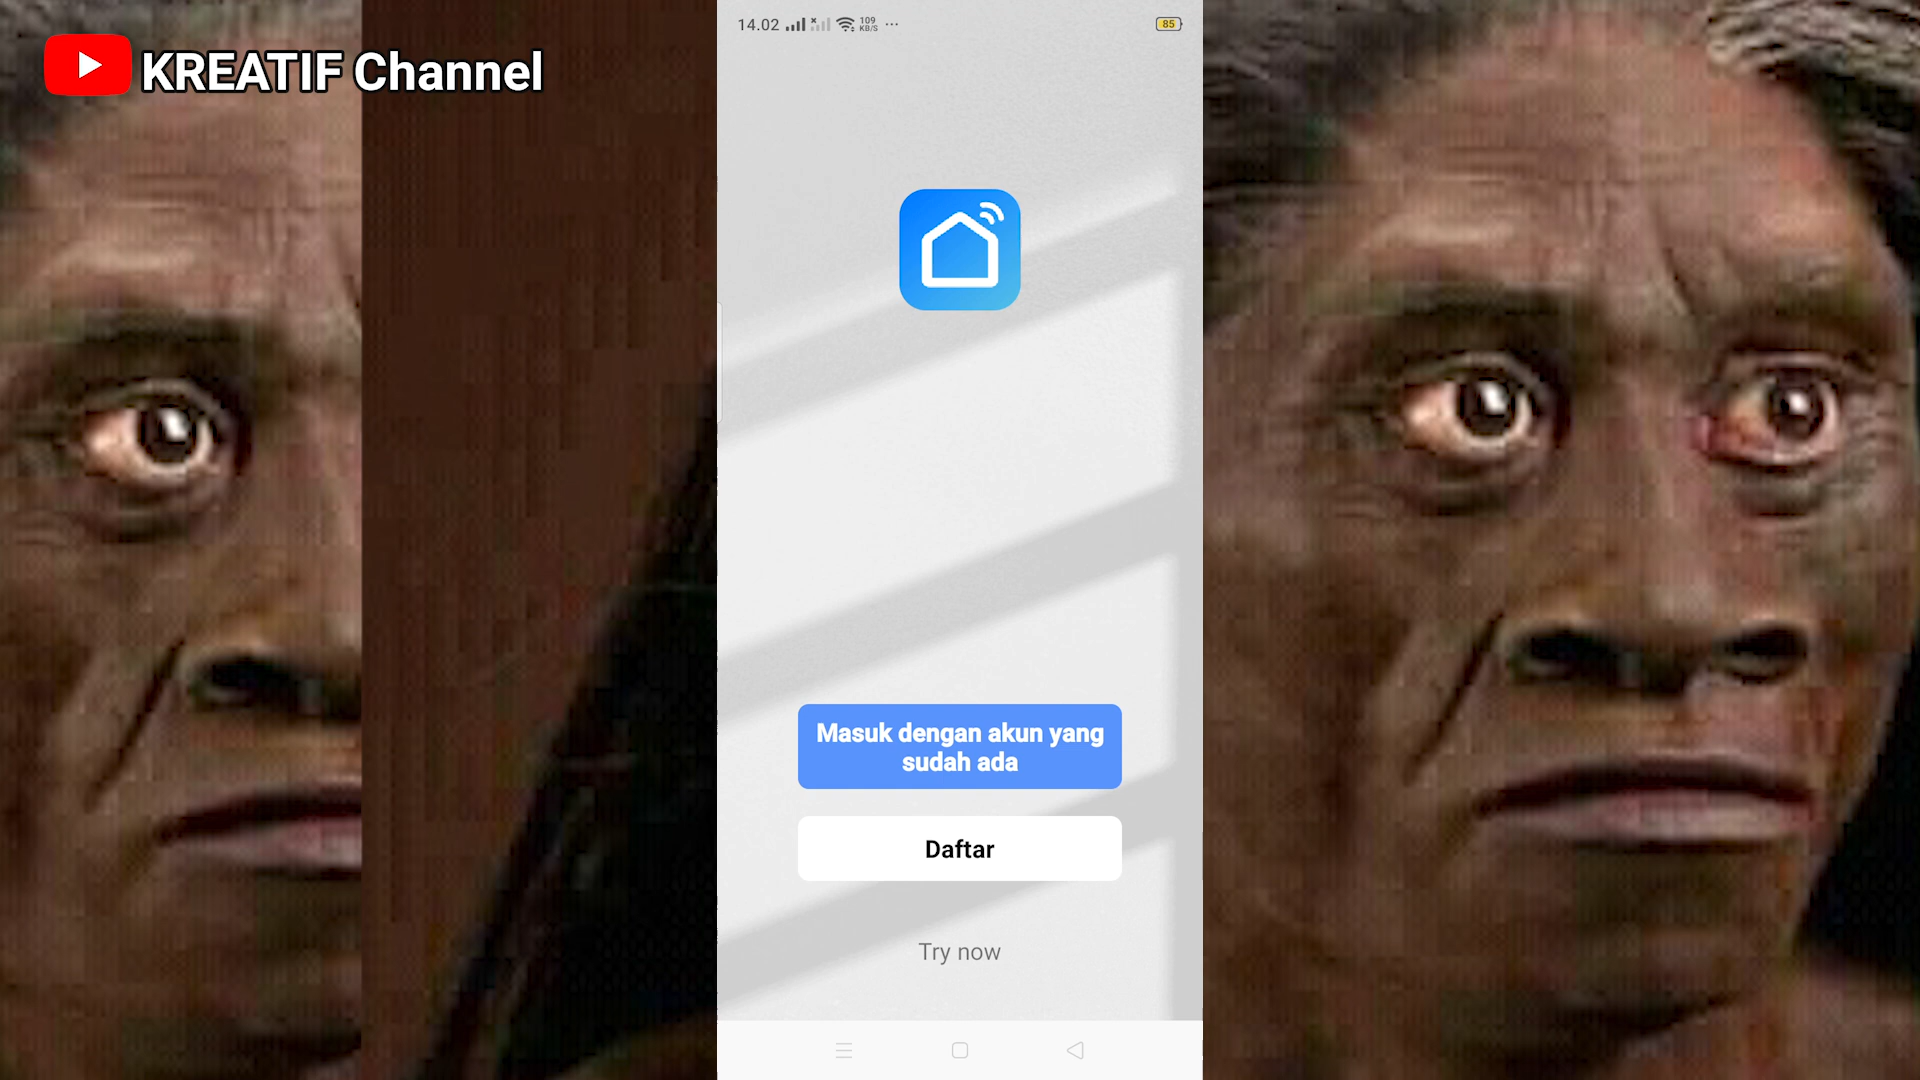 KREATIF Channel
14.02 109 KB/S ... 85
Masuk dengan akun yang
sudah ada
Daftar
Try now